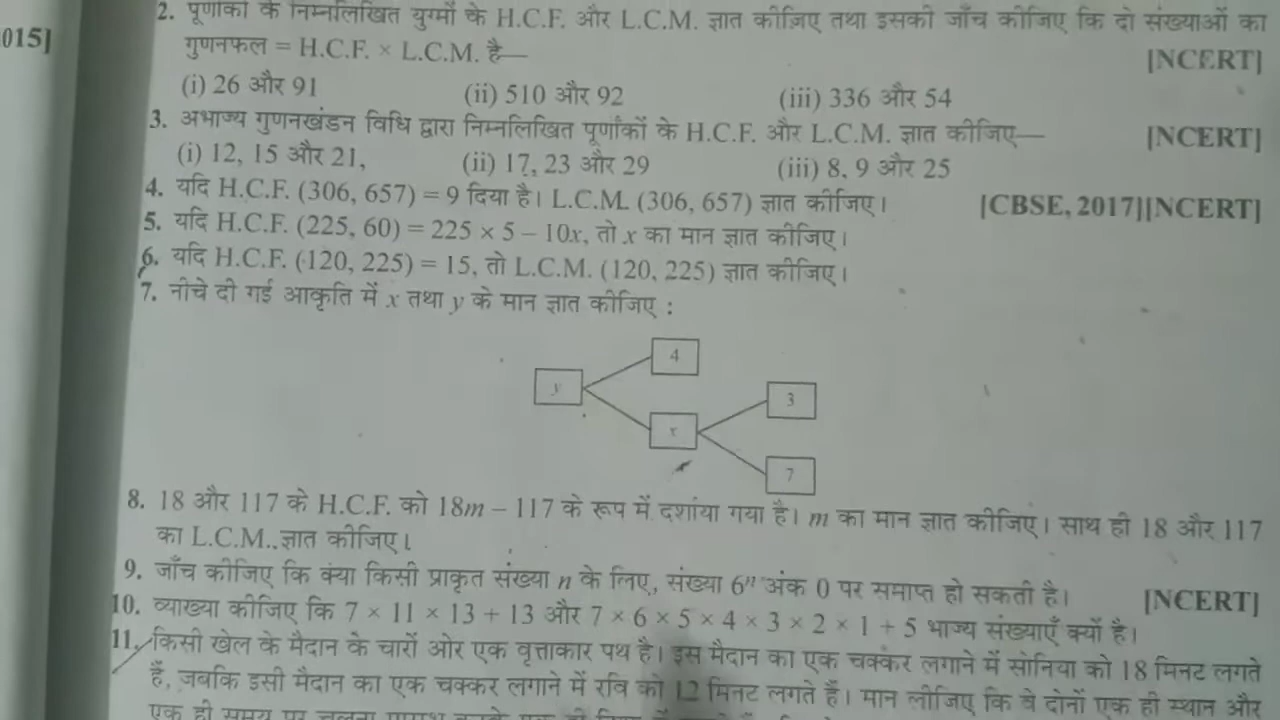 015]
2. पूर्णांकों के निम्नलिखित युग्मों के H.C.F. और L.C.M. ज्ञात कीजिए तथा इसकी जाँच कीजिए कि दो संख्याओं का
गुणनफल = H.C.F. × L.C.M. है—
[NCERT]
(i) 26 और 91 (ii) 510 और 92 (iii) 336 और 54
3. अभाज्य गुणनखंडन विधि द्वारा निम्नलिखित पूर्णांकों के H.C.F. और L.C.M. ज्ञात कीजिए— [NCERT]
(i) 12, 15 और 21, (ii) 17, 23 और 29 (iii) 8, 9 और 25
4. यदि H.C.F. (306, 657) = 9 दिया है। L.C.M. (306, 657) ज्ञात कीजिए। [CBSE, 2017][NCERT]
5. यदि H.C.F. (225, 60) = 225 × 5 – 10x, तो x का मान ज्ञात कीजिए।
6. यदि H.C.F. (120, 225) = 15, तो L.C.M. (120, 225) ज्ञात कीजिए।
7. नीचे दी गई आकृति में x तथा y के मान ज्ञात कीजिए :
4
y
3
x
7
8. 18 और 117 के H.C.F. को 18m – 117 के रूप में दर्शाया गया है। m का मान ज्ञात कीजिए। साथ ही 18 और 117
का L.C.M. ज्ञात कीजिए।
9. जाँच कीजिए कि क्या किसी प्राकृत संख्या n के लिए, संख्या 6ⁿ अंक 0 पर समाप्त हो सकती है। [NCERT]
10. व्याख्या कीजिए कि 7 × 11 × 13 + 13 और 7 × 6 × 5 × 4 × 3 × 2 × 1 + 5 भाज्य संख्याएँ क्यों है।
11. किसी खेल के मैदान के चारों ओर एक वृत्ताकार पथ है। इस मैदान का एक चक्कर लगाने में सोनिया को 18 मिनट लगते
हैं, जबकि इसी मैदान का एक चक्कर लगाने में रवि को 12 मिनट लगते हैं। मान लीजिए कि वे दोनों एक ही स्थान और
एक ही समय पर चलना